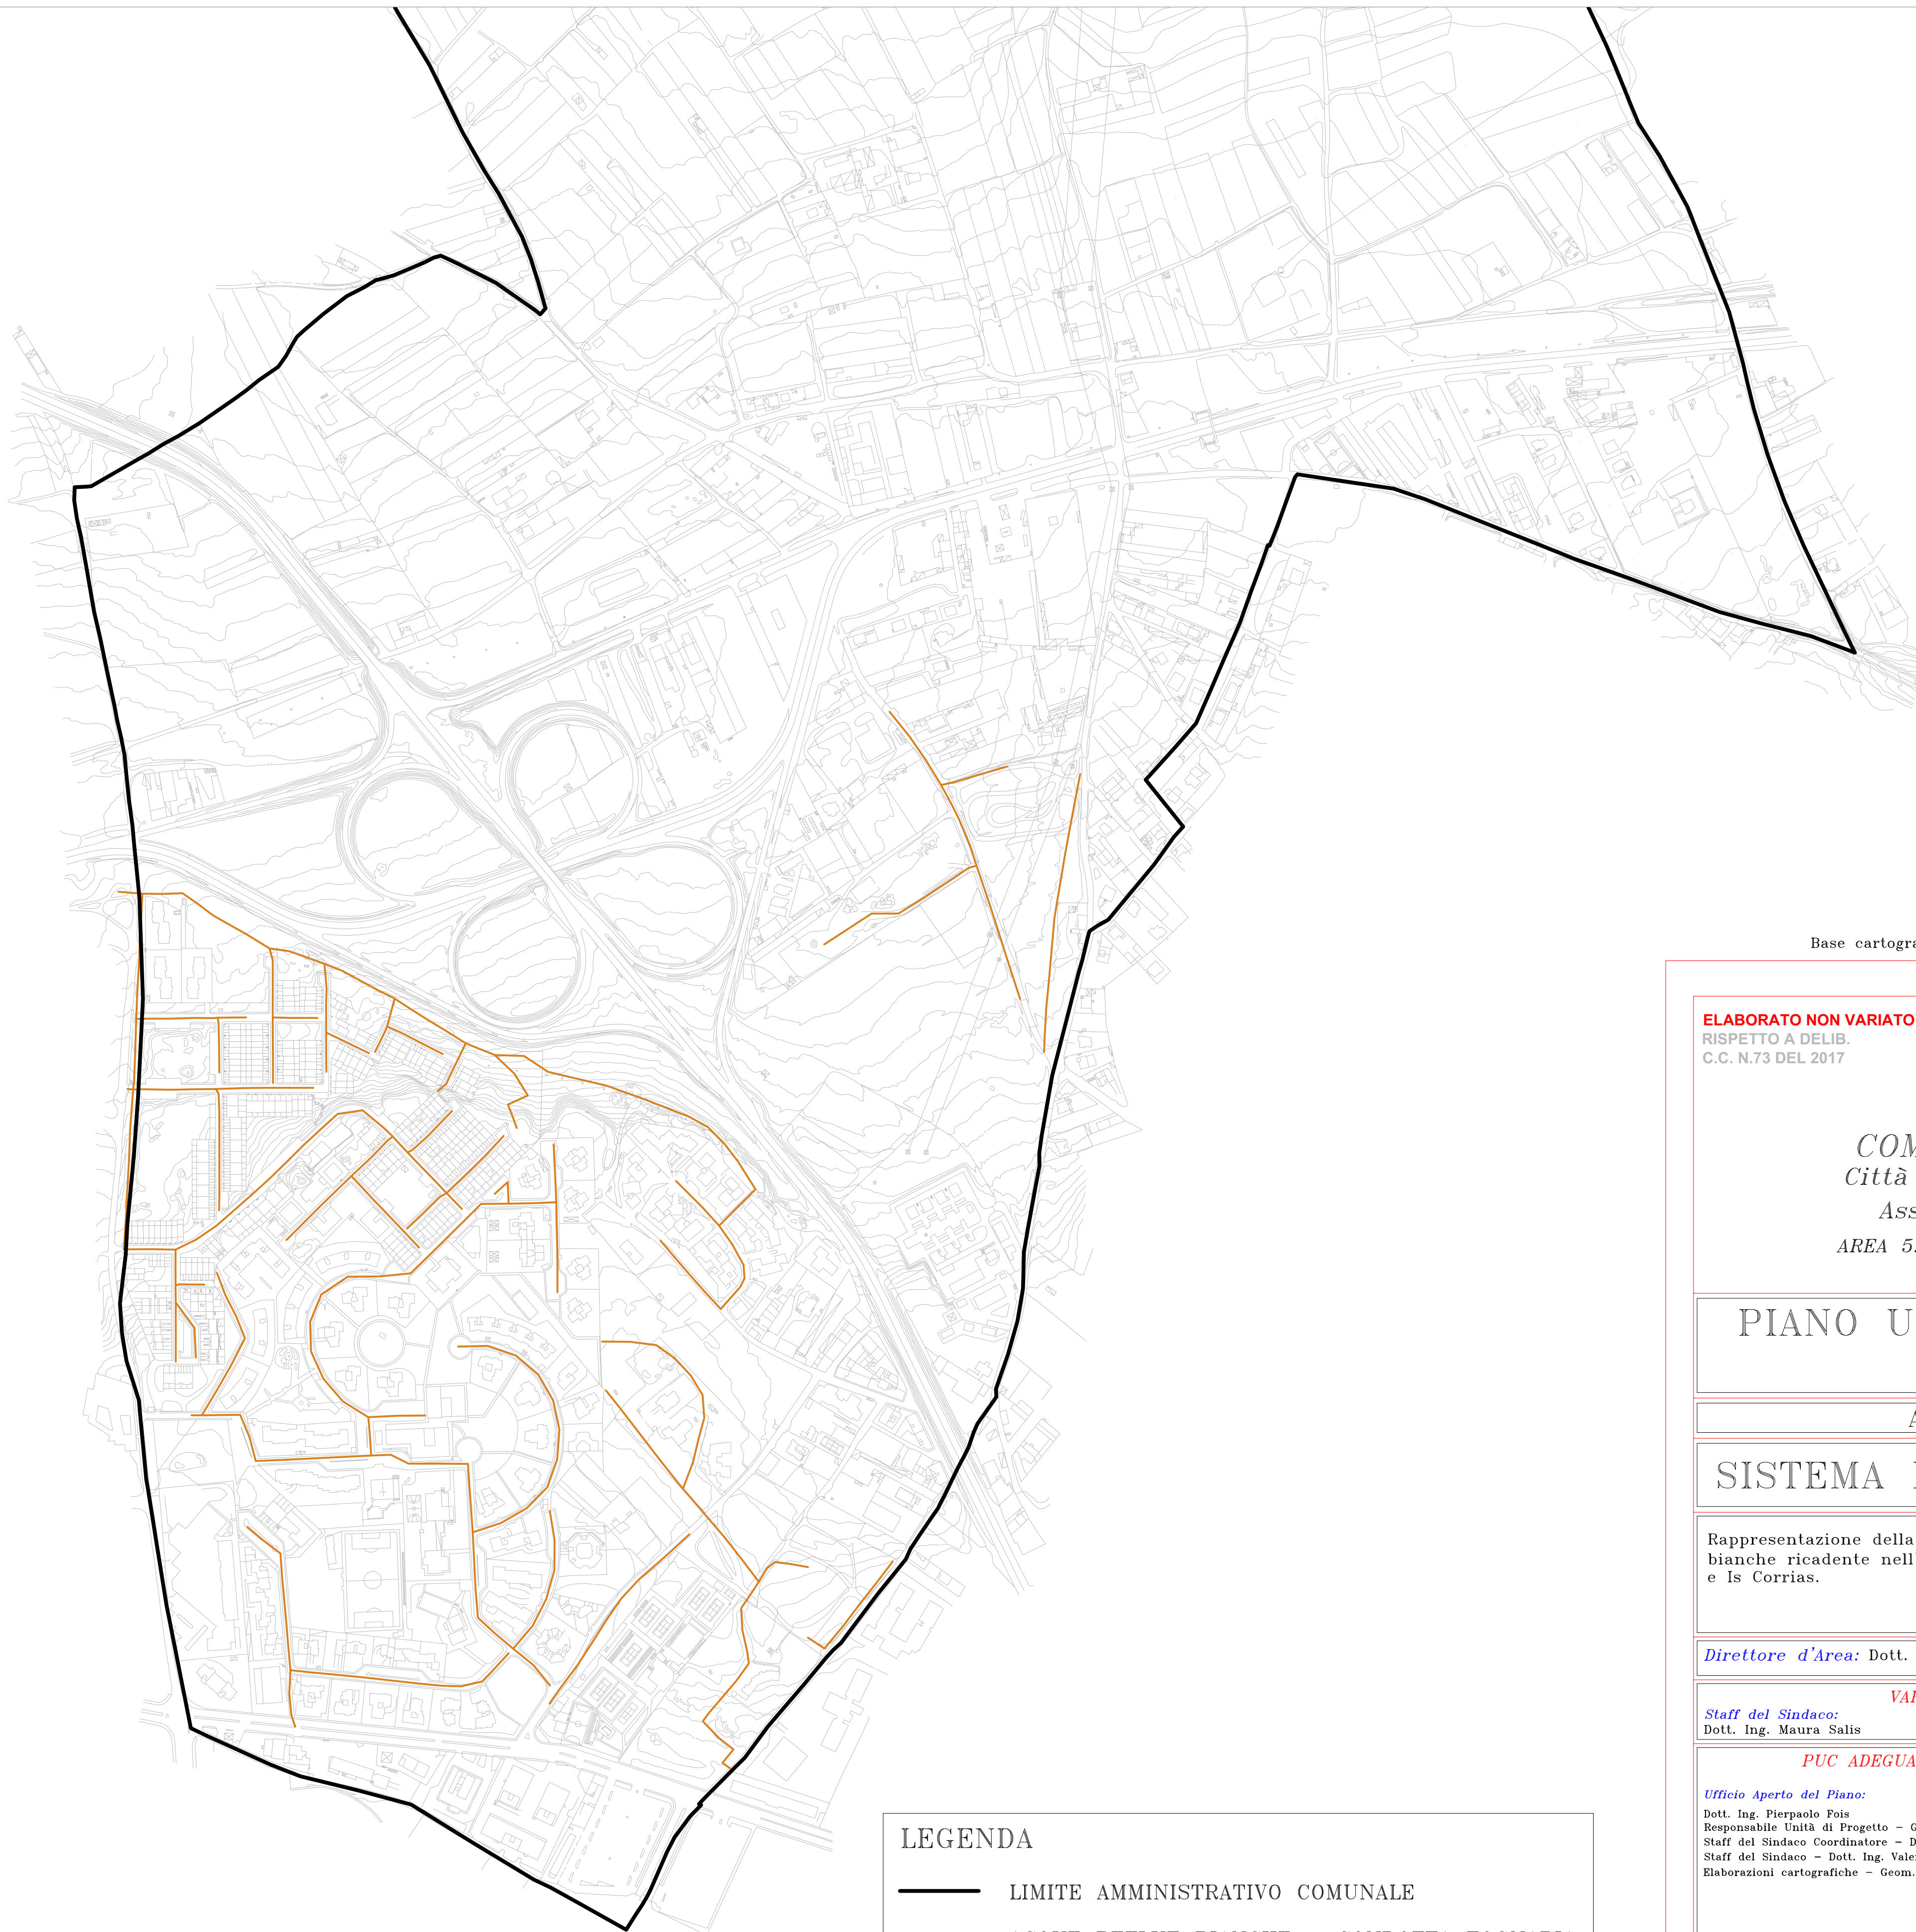 Base cartogra
ELABORATO NON VARIATO
RISPETTO A DELIB.
C.C. N.73 DEL 2017
COM
Città
Ass
AREA 5.
PIANO U
A
SISTEMA
Rappresentazione della
bianche ricadente nell'
e Is Corrias.
Direttore d'Area: Dott.
VAR
Staff del Sindaco:
Dott. Ing. Maura Salis
PUC ADEGUA
Ufficio Aperto del Piano:
Dott. Ing. Pierpaolo Fois
Responsabile Unità di Progetto – G
Staff del Sindaco Coordinatore – D
Staff del Sindaco – Dott. Ing. Vale
Elaborazioni cartografiche – Geom.
LEGENDA
LIMITE AMMINISTRATIVO COMUNALE